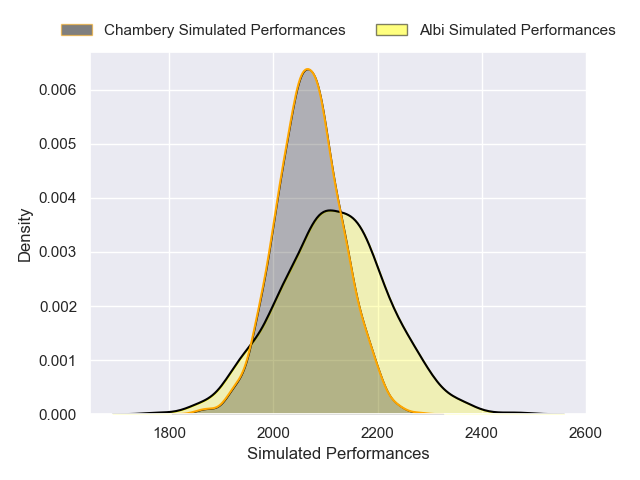 Chambery Simulated Performances Albi Simulated Performances
0.006
0.005
0.004
0.003
0.002
0.001
0.000
Density
1800 2000 2200 2400 2600
Simulated Performances